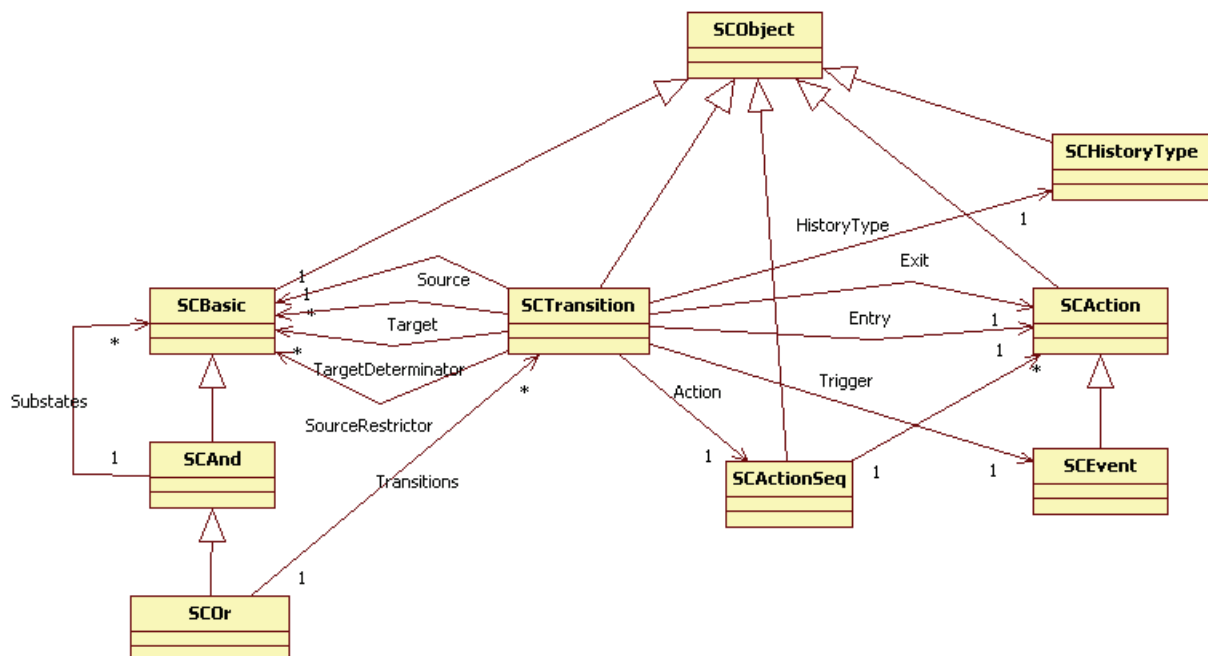 SCObject
SCHistoryType
1
HistoryType
Exit
1
Source
1
SCBasic
SCTransition
SCAction
*
Target
Entry
1
*
*
1
TargetDeterminator
*
*
Trigger
Action
Substates
SourceRestrictor
1
SCAnd
1
SCEvent
SCActionSeq
1
1
Transitions
1
SCOr